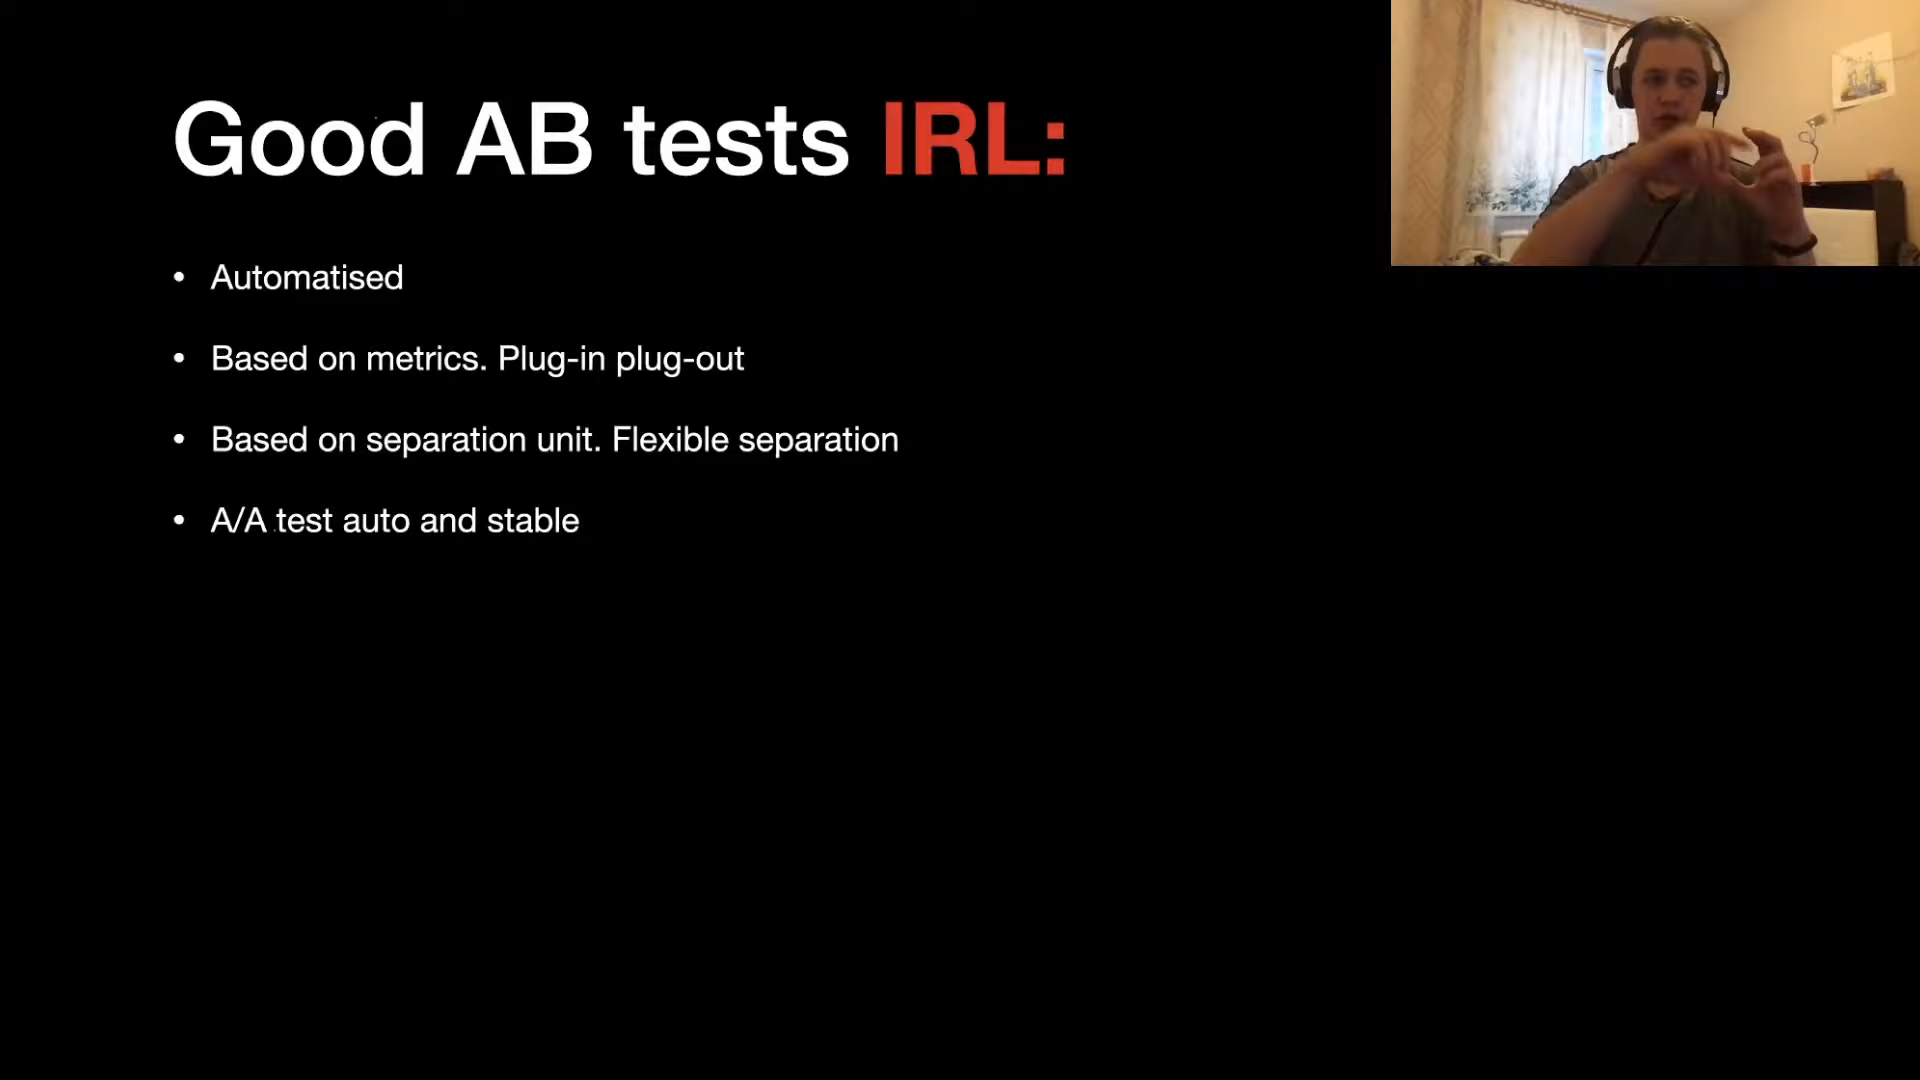 Good AB tests IRL:
• Automatised
• Based on metrics. Plug-in plug-out
• Based on separation unit. Flexible separation
• A/A test auto and stable